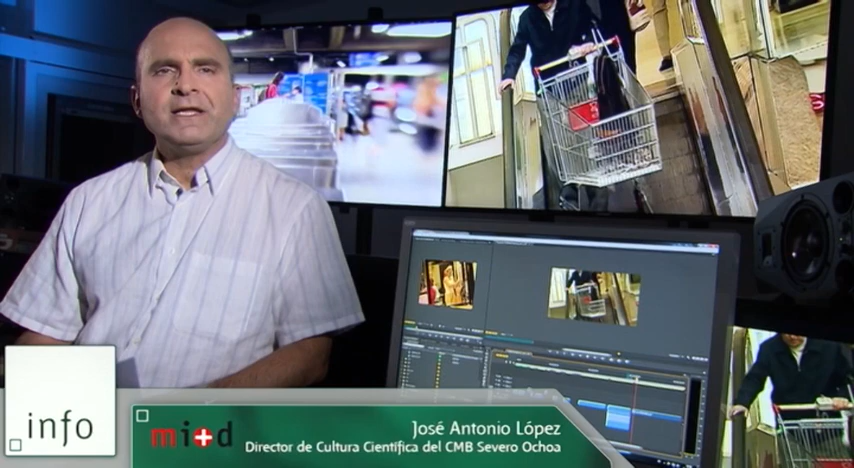 .info
mi+d
José Antonio López
Director de Cultura Científica del CMB Severo Ochoa